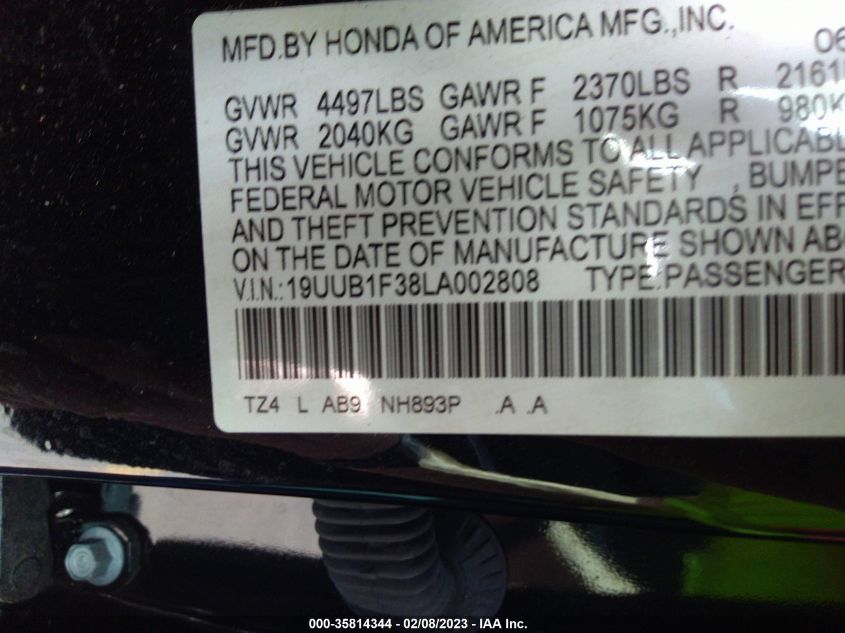 MFD.BY HONDA OF AMERICA MFG.,INC. 06
GVWR 4497LBS GAWR F 2370LBS R 2161
GVWR 2040KG GAWR F 1075KG R 980K
THIS VEHICLE CONFORMS TO ALL APPLICABLE
FEDERAL MOTOR VEHICLE SAFETY , BUMPE
AND THEFT PREVENTION STANDARDS IN EFF
ON THE DATE OF MANUFACTURE SHOWN AB
V.I.N.:19UUB1F38LA002808 TYPE:PASSENGER
TZ4 L AB9 NH893P .A .A
000-35814344 — 02/08/2023 — IAA Inc.